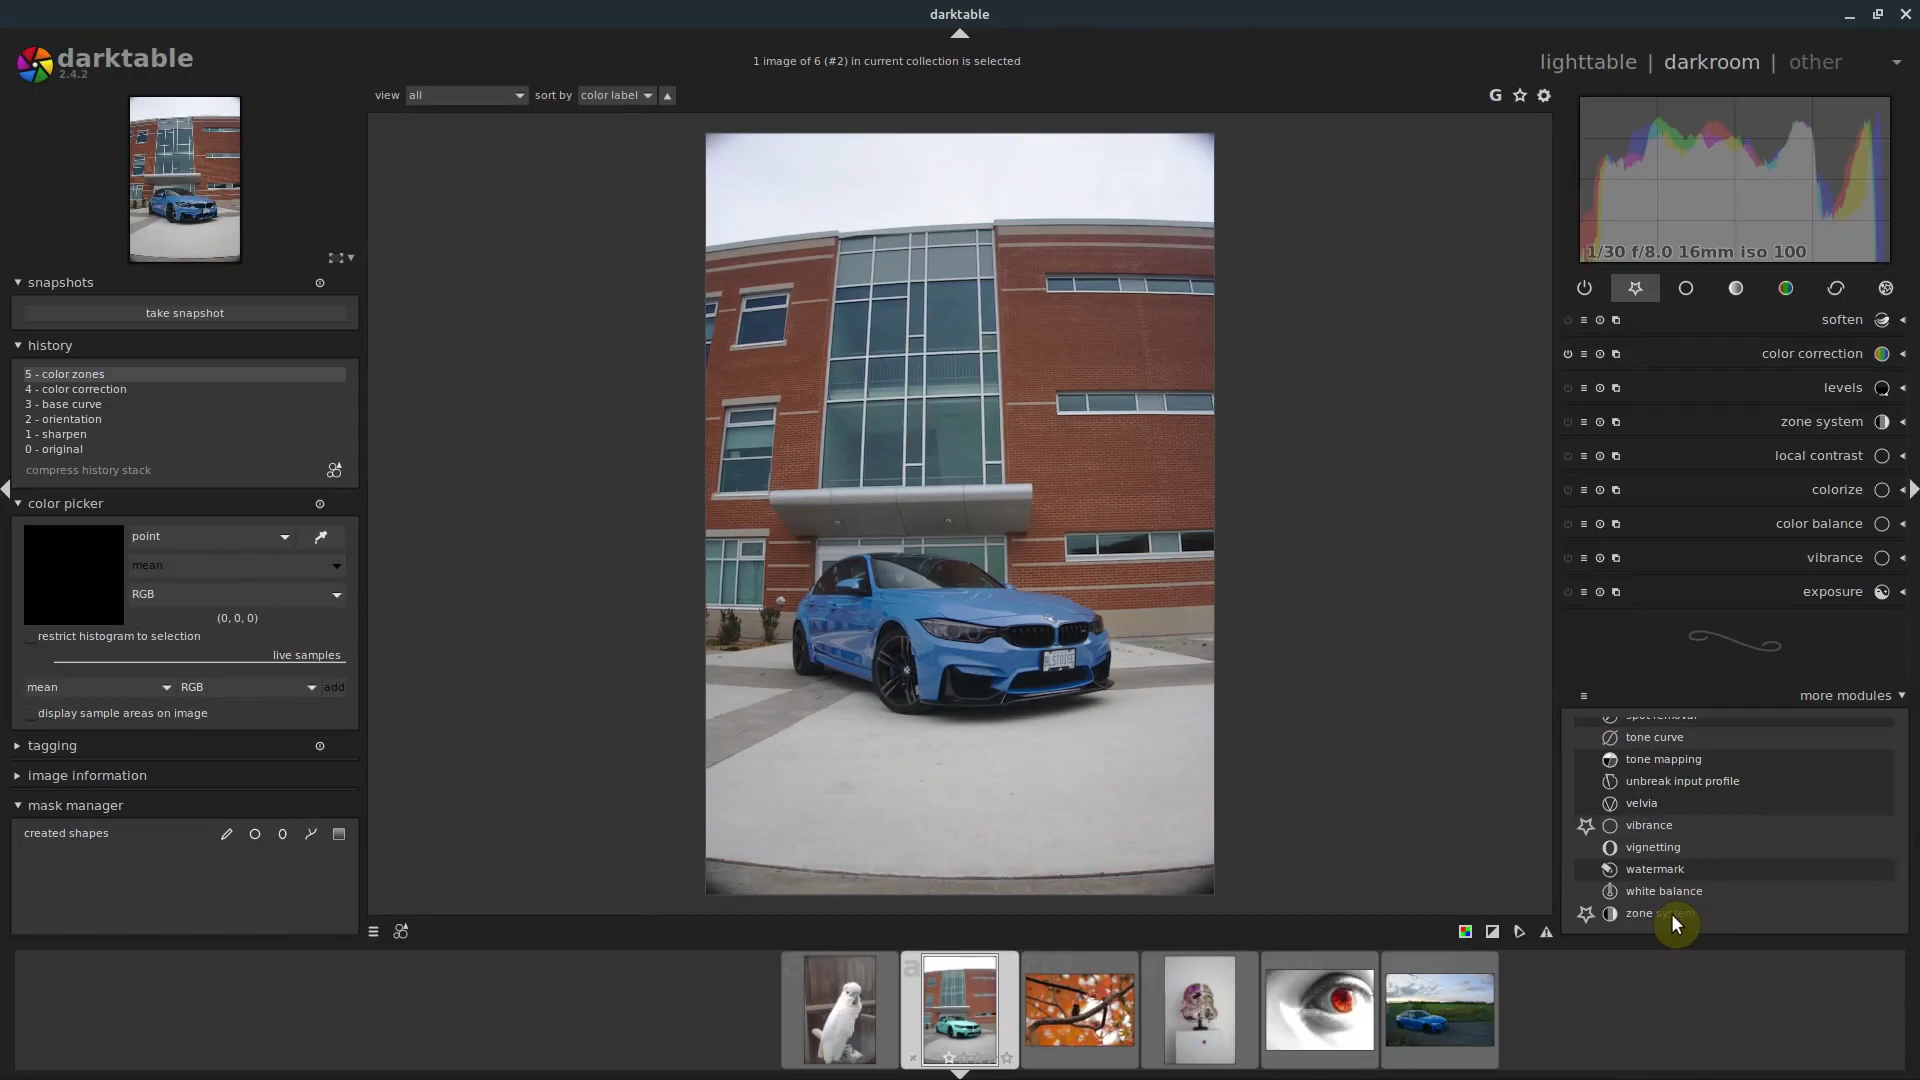 darktable
darktable
2.4.2
1 image of 6 (#2) in current collection is selected
lighttable | darkroom | other
view all sort by color label
G
1/30 f/8.0 16mm iso 100
snapshots
take snapshot
history
5 - color zones
4 - color correction
3 - base curve
2 - orientation
1 - sharpen
0 - original
compress history stack
color picker
point
mean
RGB
(0, 0, 0)
restrict histogram to selection
live samples
mean RGB add
display sample areas on image
tagging
image information
mask manager
created shapes
soften
color correction
levels
zone system
local contrast
colorize
color balance
vibrance
exposure
more modules
spot removal
tone curve
tone mapping
unbreak input profile
velvia
vibrance
vignetting
watermark
white balance
zone system